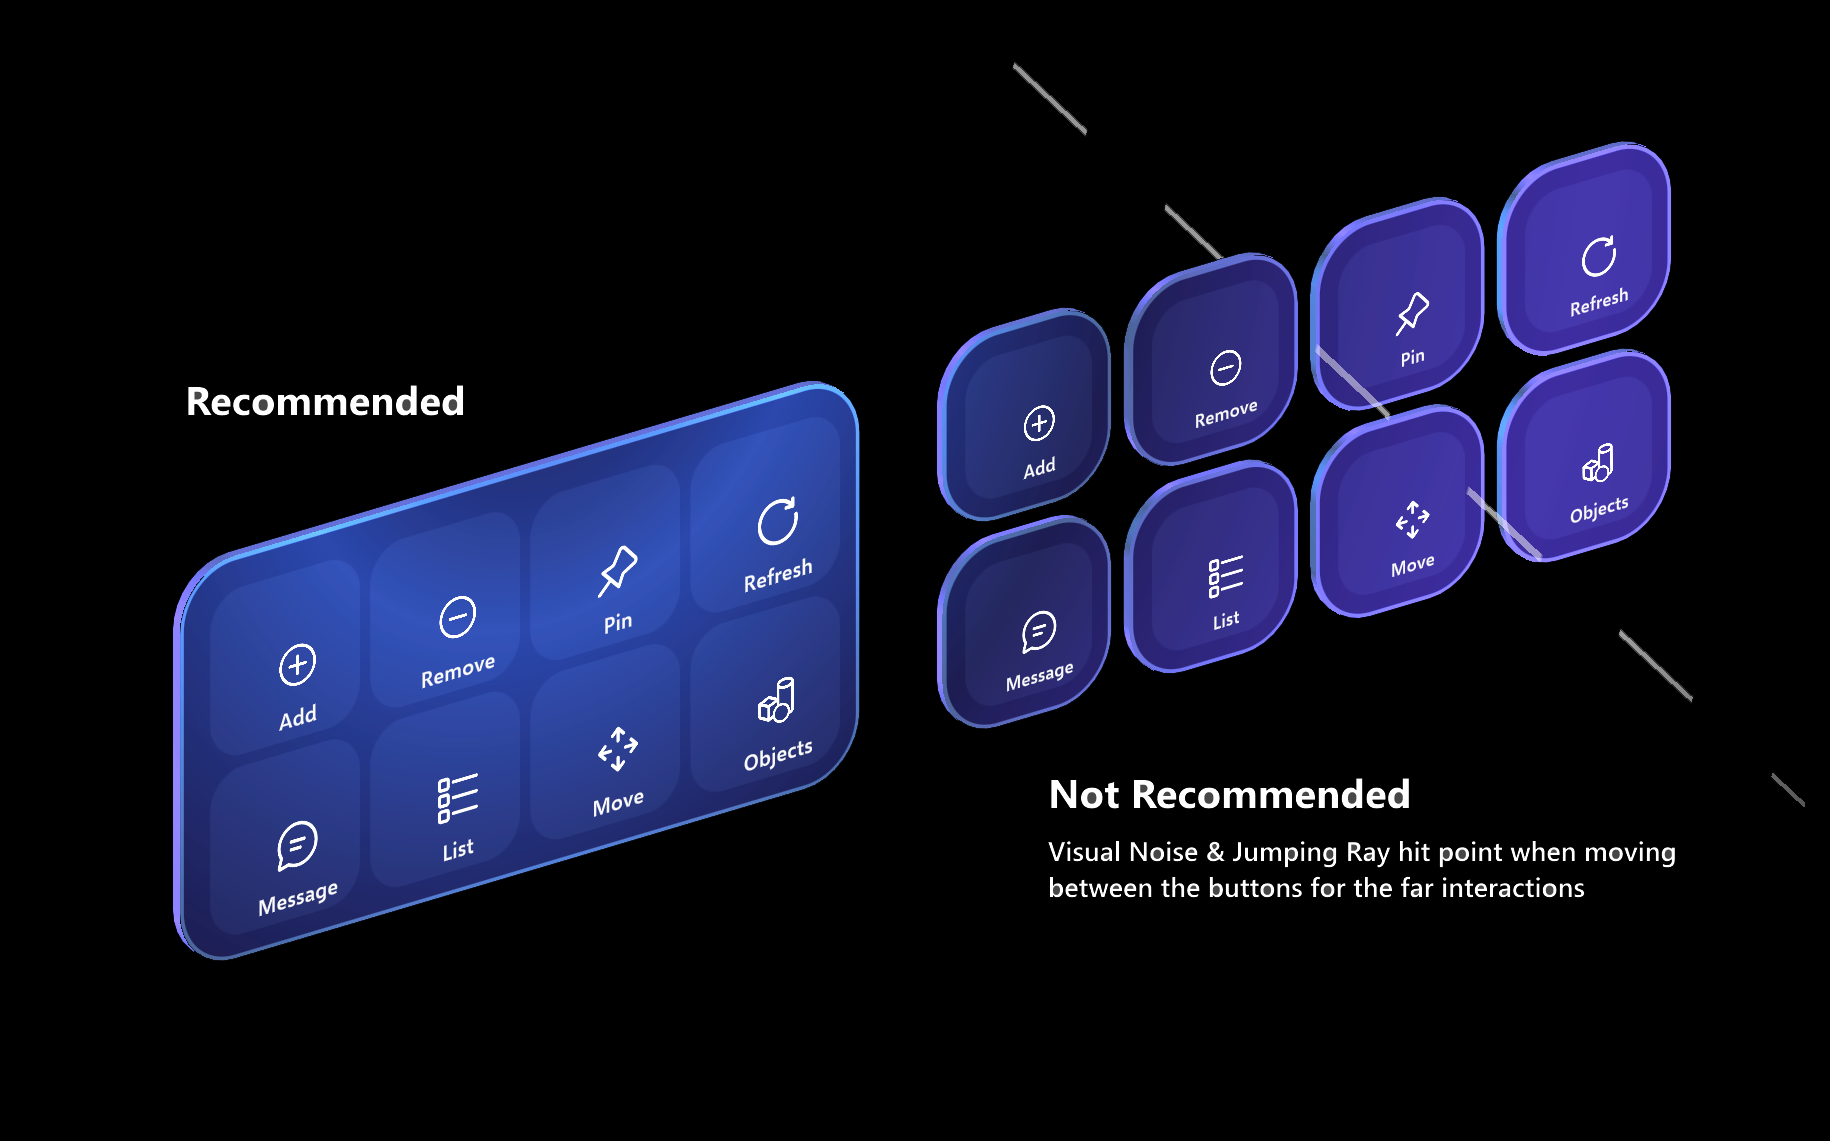 Recommended
Add
Remove
Pin
Refresh
Message
List
Move
Objects
Add
Remove
Pin
Refresh
Message
List
Move
Objects
Not Recommended
Visual Noise & Jumping Ray hit point when moving
between the buttons for the far interactions